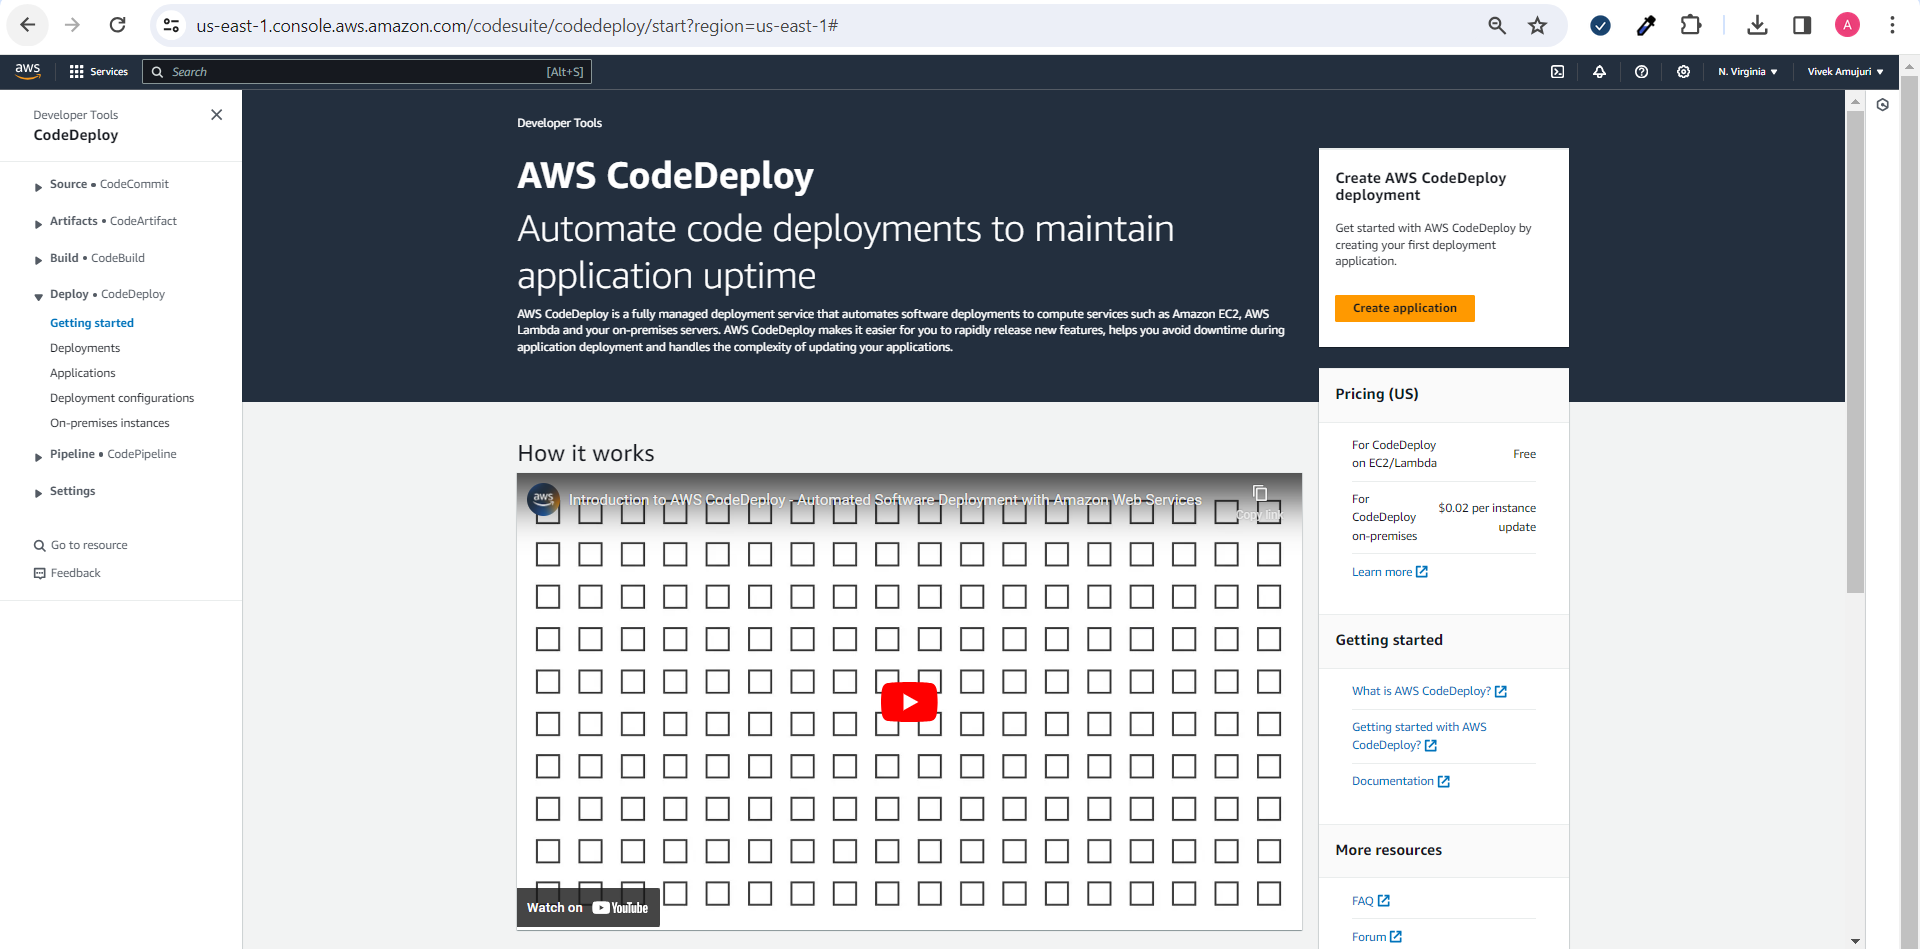 us-east-1.console.aws.amazon.com/codesuite/codedeploy/start?region=us-east-1#
A
aws
Services
Search
[Alt+S]
N. Virginia
Vivek Amujuri
Developer Tools
CodeDeploy
Source • CodeCommit
Artifacts • CodeArtifact
Build • CodeBuild
Deploy • CodeDeploy
Getting started
Deployments
Applications
Deployment configurations
On-premises instances
Pipeline • CodePipeline
Settings
Go to resource
Feedback
Developer Tools
AWS CodeDeploy
Automate code deployments to maintain
application uptime
AWS CodeDeploy is a fully managed deployment service that automates software deployments to compute services such as Amazon EC2, AWS
Lambda and your on-premises servers. AWS CodeDeploy makes it easier for you to rapidly release new features, helps you avoid downtime during
application deployment and handles the complexity of updating your applications.
Create AWS CodeDeploy
deployment
Get started with AWS CodeDeploy by
creating your first deployment
application.
Create application
How it works
aws
Introduction to AWS CodeDeploy - Automated Software Deployment with Amazon Web Services
Copy link
Watch on YouTube
Pricing (US)
For CodeDeploy
on EC2/Lambda
Free
For
CodeDeploy
on-premises
$0.02 per instance
update
Learn more
Getting started
What is AWS CodeDeploy?
Getting started with AWS
CodeDeploy?
Documentation
More resources
FAQ
Forum